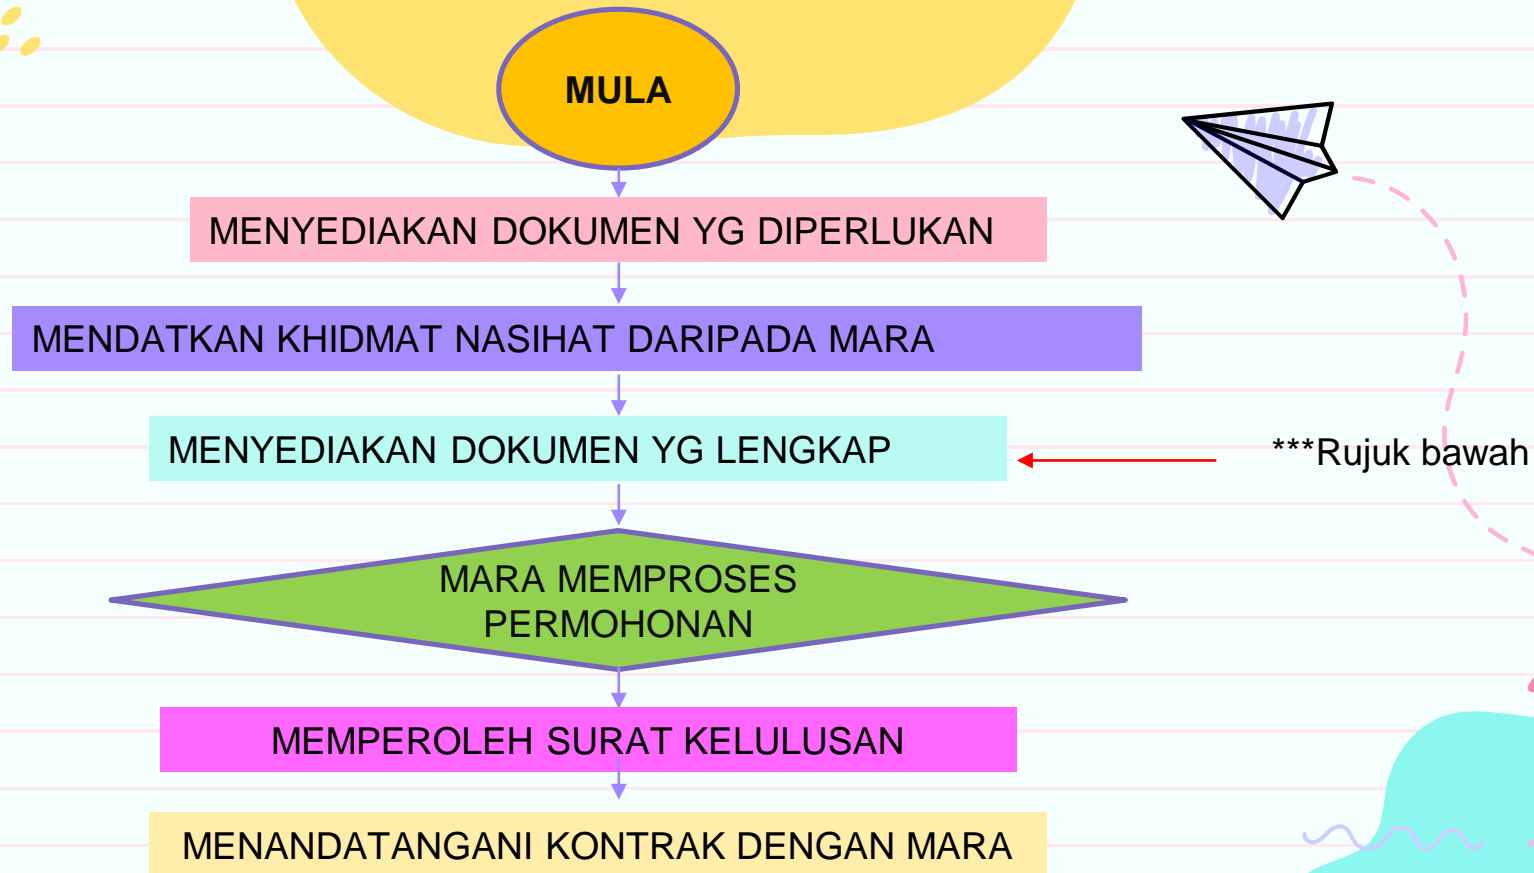 MULA
MENYEDIAKAN DOKUMEN YG DIPERLUKAN
MENDATKAN KHIDMAT NASIHAT DARIPADA MARA
MENYEDIAKAN DOKUMEN YG LENGKAP
***Rujuk bawah
MARA MEMPROSES
PERMOHONAN
MEMPEROLEH SURAT KELULUSAN
MENANDATANGANI KONTRAK DENGAN MARA